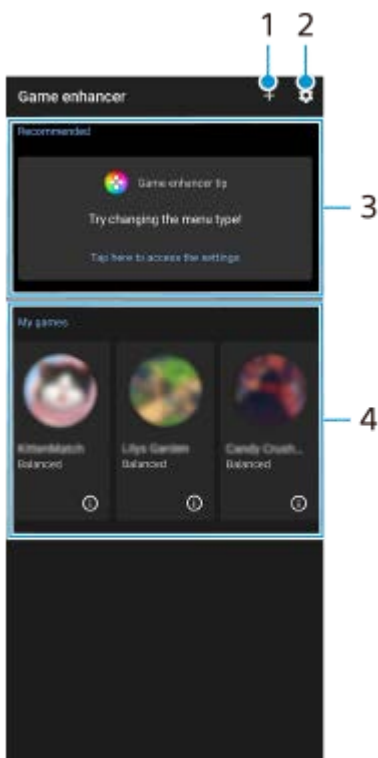 1 2
Game enhancer
Recommended
Game enhancer tip
Try changing the menu type!
Tap here to access the settings
3
My games
KittenMatch Lilys Garden Candy Crush...
Balanced Balanced Balanced
4